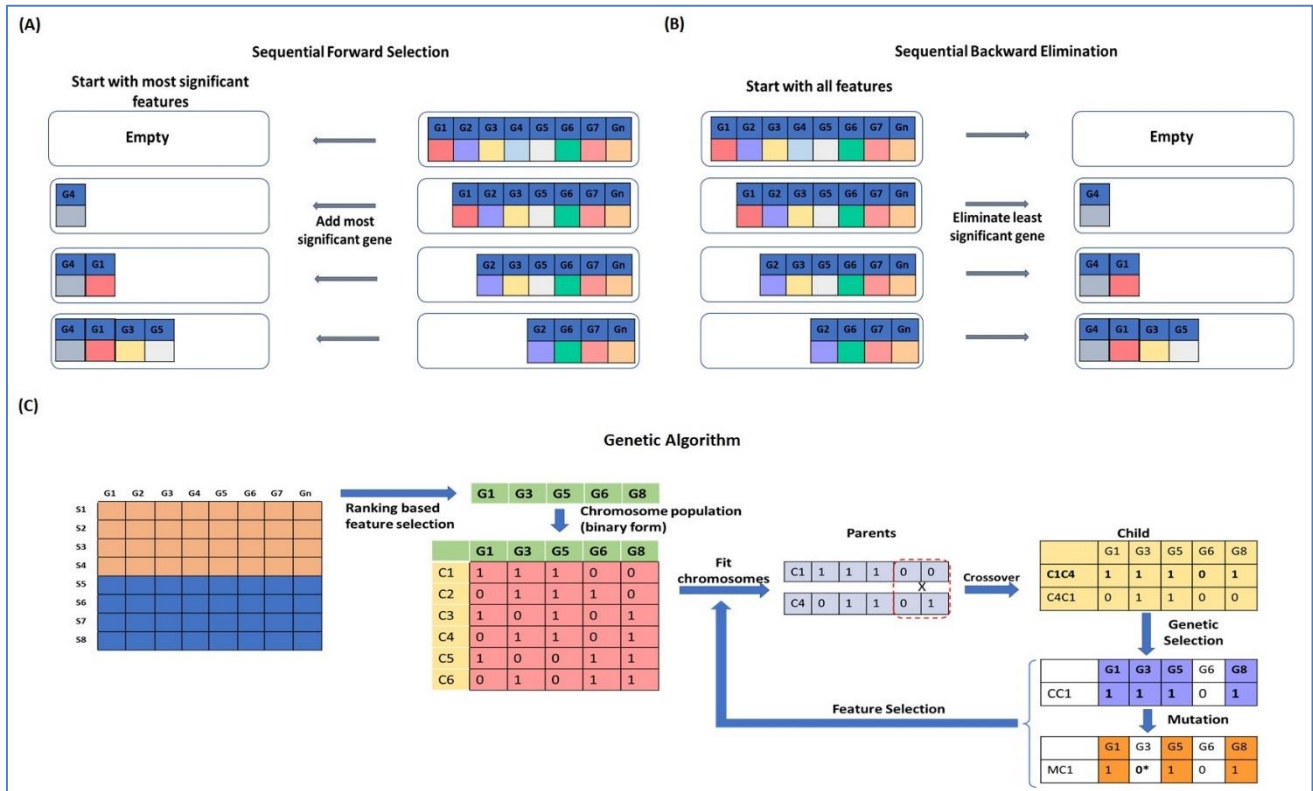 (A)
Sequential Forward Selection
Start with most significant
features
Empty
G1 G2 G3 G4 G5 G6 G7 Gn
G4
G1 G2 G3 G5 G6 G7 Gn
Add most
significant gene
G4 G1
G2 G3 G5 G6 G7 Gn
G4 G1 G3 G5
G2 G6 G7 Gn
(B)
Sequential Backward Elimination
Start with all features
G1 G2 G3 G4 G5 G6 G7 Gn
Empty
G1 G2 G3 G5 G6 G7 Gn
G4
Eliminate least
significant gene
G2 G3 G5 G6 G7 Gn
G4 G1
G2 G6 G7 Gn
G4 G1 G3 G5
(C)
Genetic Algorithm
G1 G2 G3 G4 G5 G6 G7 Gn
S1
S2
S3
S4
S5
S6
S7
S8
Ranking based
feature selection
G1 G3 G5 G6 G8
Chromosome population
(binary form)
G1 G3 G5 G6 G8
C1 1 1 1 0 0
C2 0 1 1 1 0
C3 1 0 1 0 1
C4 0 1 1 0 1
C5 1 0 0 1 1
C6 0 1 0 1 1
Fit
chromosomes
Parents
C1 1 1 1 0 0
X
C4 0 1 1 0 1
Crossover
Child
G1 G3 G5 G6 G8
C1C4 1 1 1 0 1
C4C1 0 1 1 0 0
Genetic
Selection
G1 G3 G5 G6 G8
CC1 1 1 1 0 1
Mutation
G1 G3 G5 G6 G8
MC1 1 0* 1 0 1
Feature Selection